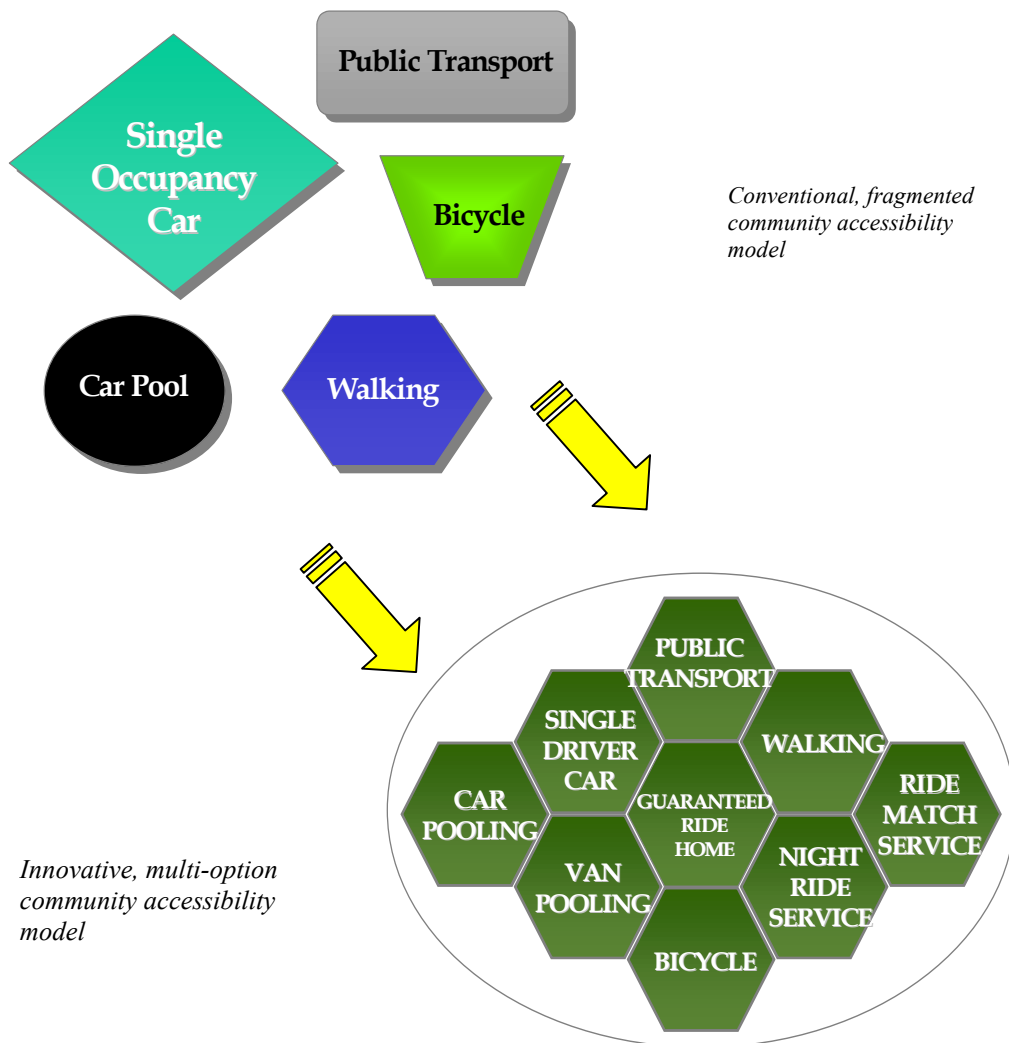 Public Transport
Single
Occupancy
Car
Bicycle
Conventional, fragmented
community accessibility
model
Car Pool
Walking
PUBLIC
TRANSPORT
SINGLE
DRIVER
CAR
WALKING
CAR
POOLING
GUARANTEED
RIDE
HOME
RIDE
MATCH
SERVICE
VAN
POOLING
NIGHT
RIDE
SERVICE
BICYCLE
Innovative, multi-option
community accessibility
model